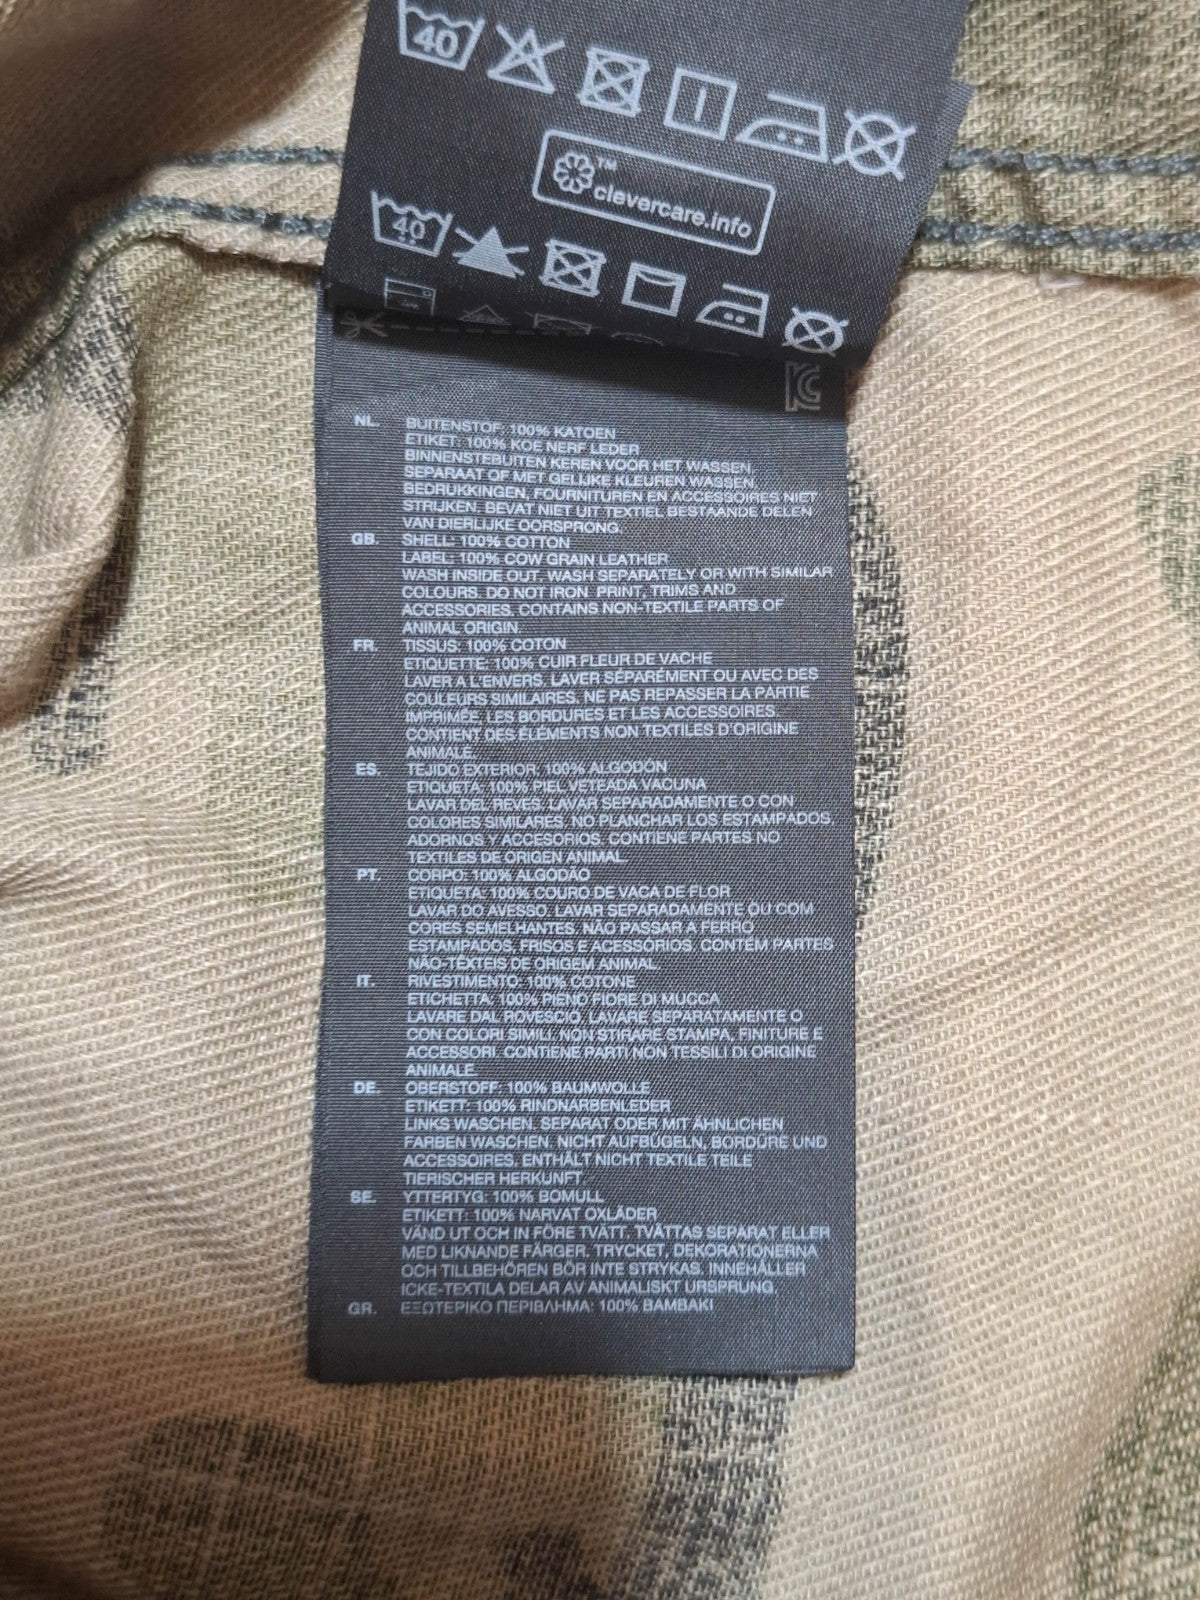 40
™
clevercare.info
40
NL. BUITENSTOF: 100% KATOEN
ETIKET: 100% KOE NERF LEDER
BINNENSTEBUITEN KEREN VOOR HET WASSEN.
SEPARAAT OF MET GELIJKE KLEUREN WASSEN.
BEDRUKKINGEN, FOURNITUREN EN ACCESSOIRES NIET
STRIJKEN. BEVAT NIET UIT TEXTIEL BESTAANDE DELEN
VAN DIERLIJKE OORSPRONG.
GB. SHELL: 100% COTTON
LABEL: 100% COW GRAIN LEATHER
WASH INSIDE OUT. WASH SEPARATELY OR WITH SIMILAR
COLOURS. DO NOT IRON PRINT, TRIMS AND
ACCESSORIES. CONTAINS NON-TEXTILE PARTS OF
ANIMAL ORIGIN.
FR. TISSUS: 100% COTON
ETIQUETTE: 100% CUIR FLEUR DE VACHE
LAVER A L'ENVERS. LAVER SÉPARÉMENT OU AVEC DES
COULEURS SIMILAIRES. NE PAS REPASSER LA PARTIE
IMPRIMÉE, LES BORDURES ET LES ACCESSOIRES.
CONTIENT DES ÉLÉMENTS NON TEXTILES D'ORIGINE
ANIMALE.
ES. TEJIDO EXTERIOR: 100% ALGODÓN
ETIQUETA: 100% PIEL VETEADA VACUNA
LAVAR DEL REVES. LAVAR SEPARADAMENTE O CON
COLORES SIMILARES. NO PLANCHAR LOS ESTAMPADOS,
ADORNOS Y ACCESORIOS. CONTIENE PARTES NO
TEXTILES DE ORIGEN ANIMAL
PT. CORPO: 100% ALGODÃO
ETIQUETA: 100% COURO DE VACA DE FLOR
LAVAR DO AVESSO. LAVAR SEPARADAMENTE OU COM
CORES SEMELHANTES. NÃO PASSAR A FERRO
ESTAMPADOS, FRISOS E ACESSÓRIOS. CONTÉM PARTES
NÃO-TÊXTEIS DE ORIGEM ANIMAL.
IT. RIVESTIMENTO: 100% COTONE
ETICHETTA: 100% PIENO FIORE DI MUCCA
LAVARE DAL ROVESCIO. LAVARE SEPARATAMENTE O
CON COLORI SIMILI. NON STIRARE STAMPA, FINITURE E
ACCESSORI. CONTIENE PARTI NON TESSILI DI ORIGINE
ANIMALE.
DE. OBERSTOFF: 100% BAUMWOLLE
ETIKETT: 100% RINDNARBENLEDER
LINKS WASCHEN. SEPARAT ODER MIT ÄHNLICHEN
FARBEN WASCHEN. NICHT AUFBÜGELN, BORDÜRE UND
ACCESSOIRES. ENTHÄLT NICHT TEXTILE TEILE
TIERISCHER HERKUNFT.
SE. YTTERTYG: 100% BOMULL
ETIKETT: 100% NARVAT OXLÄDER
VÄND UT OCH IN FÖRE TVÄTT. TVÄTTAS SEPARAT ELLER
MED LIKNANDE FÄRGER. TRYCKET, DEKORATIONERNA
OCH TILLBEHÖREN BÖR INTE STRYKAS. INNEHÅLLER
ICKE-TEXTILA DELAR AV ANIMALISKT URSPRUNG.
GR. ΕΞΩΤΕΡΙΚΟ ΠΕΡΙΒΛΗΜΑ: 100% ΒΑΜΒΑΚΙ